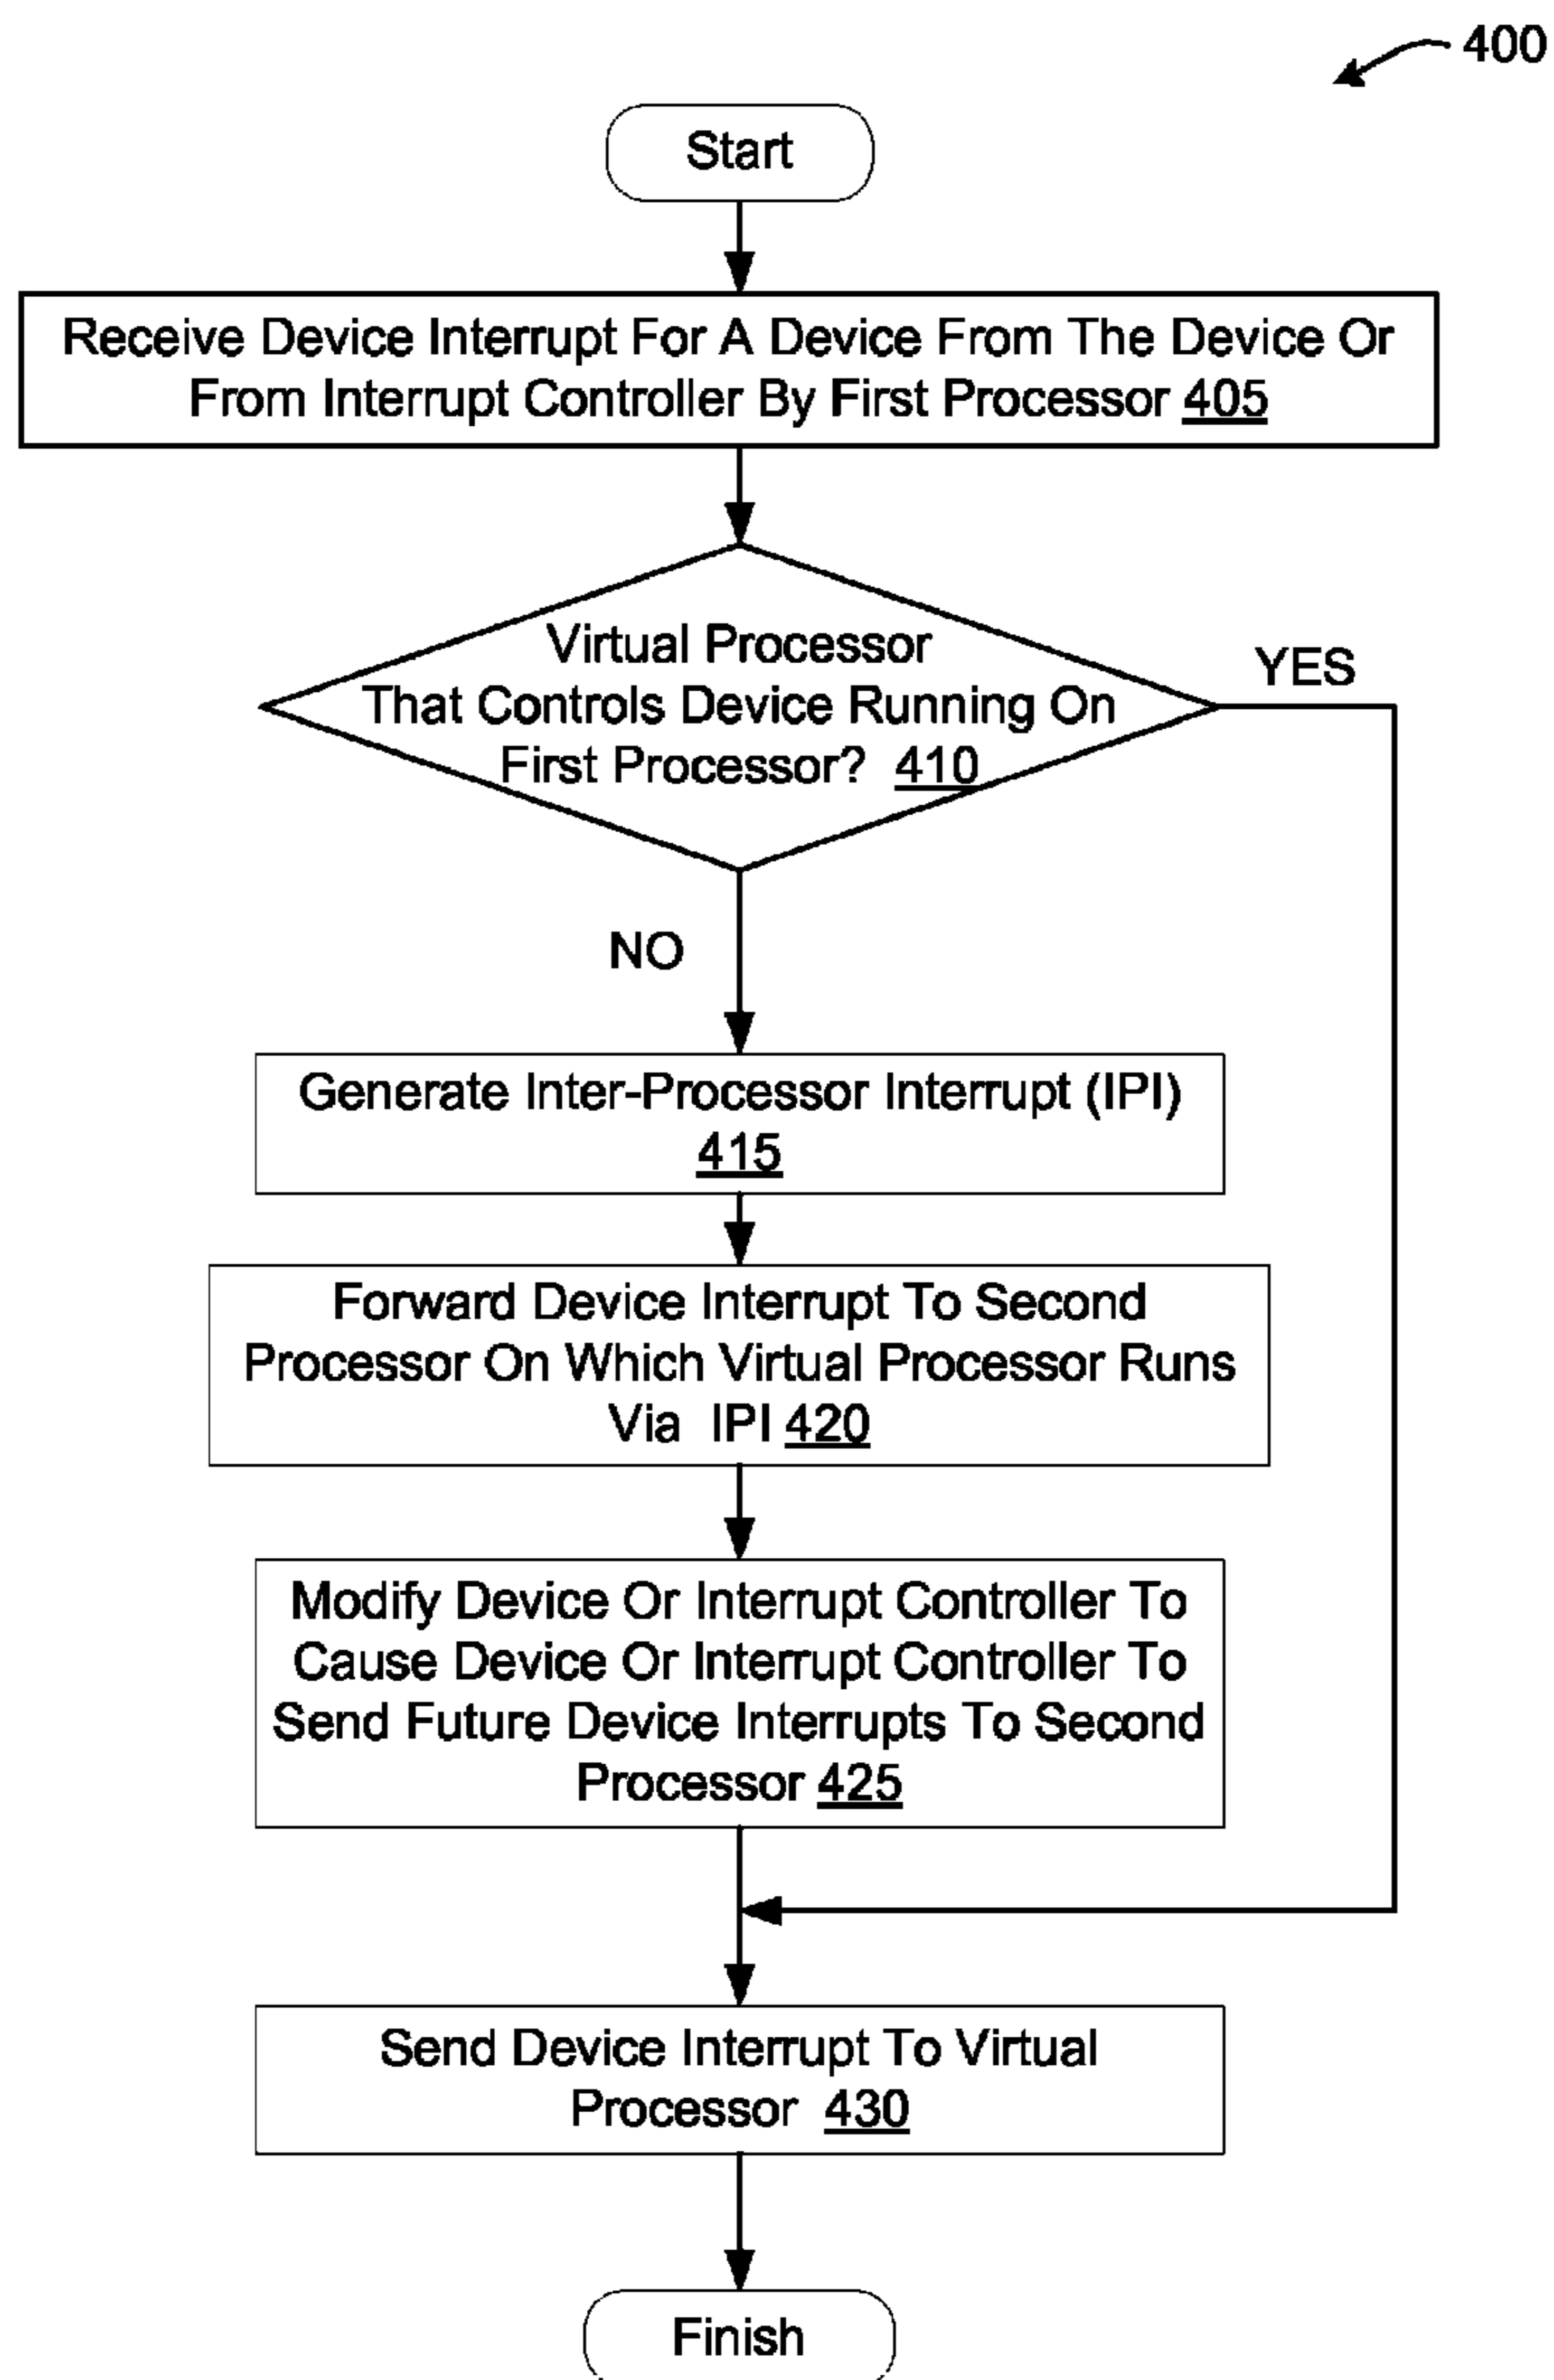 400
Start
Receive Device Interrupt For A Device From The Device Or
From Interrupt Controller By First Processor 405
Virtual Processor
That Controls Device Running On
First Processor? 410
YES
NO
Generate Inter-Processor Interrupt (IPI)
415
Forward Device Interrupt To Second
Processor On Which Virtual Processor Runs
Via IPI 420
Modify Device Or Interrupt Controller To
Cause Device Or Interrupt Controller To
Send Future Device Interrupts To Second
Processor 425
Send Device Interrupt To Virtual
Processor 430
Finish